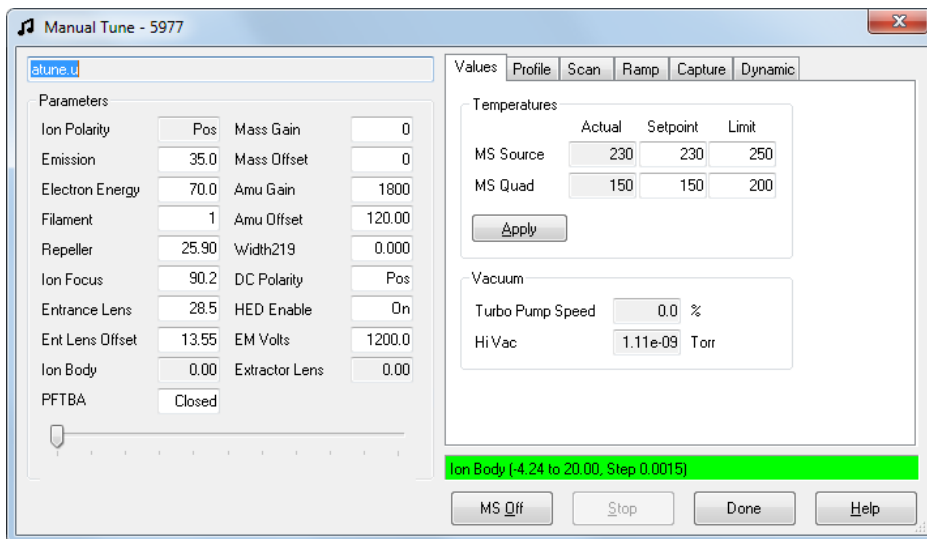 Manual Tune - 5977
atune.u
Parameters
Ion Polarity Pos Mass Gain 0
Emission 35.0 Mass Offset 0
Electron Energy 70.0 Amu Gain 1800
Filament 1 Amu Offset 120.00
Repeller 25.90 Width219 0.000
Ion Focus 90.2 DC Polarity Pos
Entrance Lens 28.5 HED Enable On
Ent Lens Offset 13.55 EM Volts 1200.0
Ion Body 0.00 Extractor Lens 0.00
PFTBA Closed
Values Profile Scan Ramp Capture Dynamic
Temperatures
Actual Setpoint Limit
MS Source 230 230 250
MS Quad 150 150 200
Apply
Vacuum
Turbo Pump Speed 0.0 %
Hi Vac 1.11e-09 Torr
Ion Body (-4.24 to 20.00, Step 0.0015)
MS Off Stop Done Help